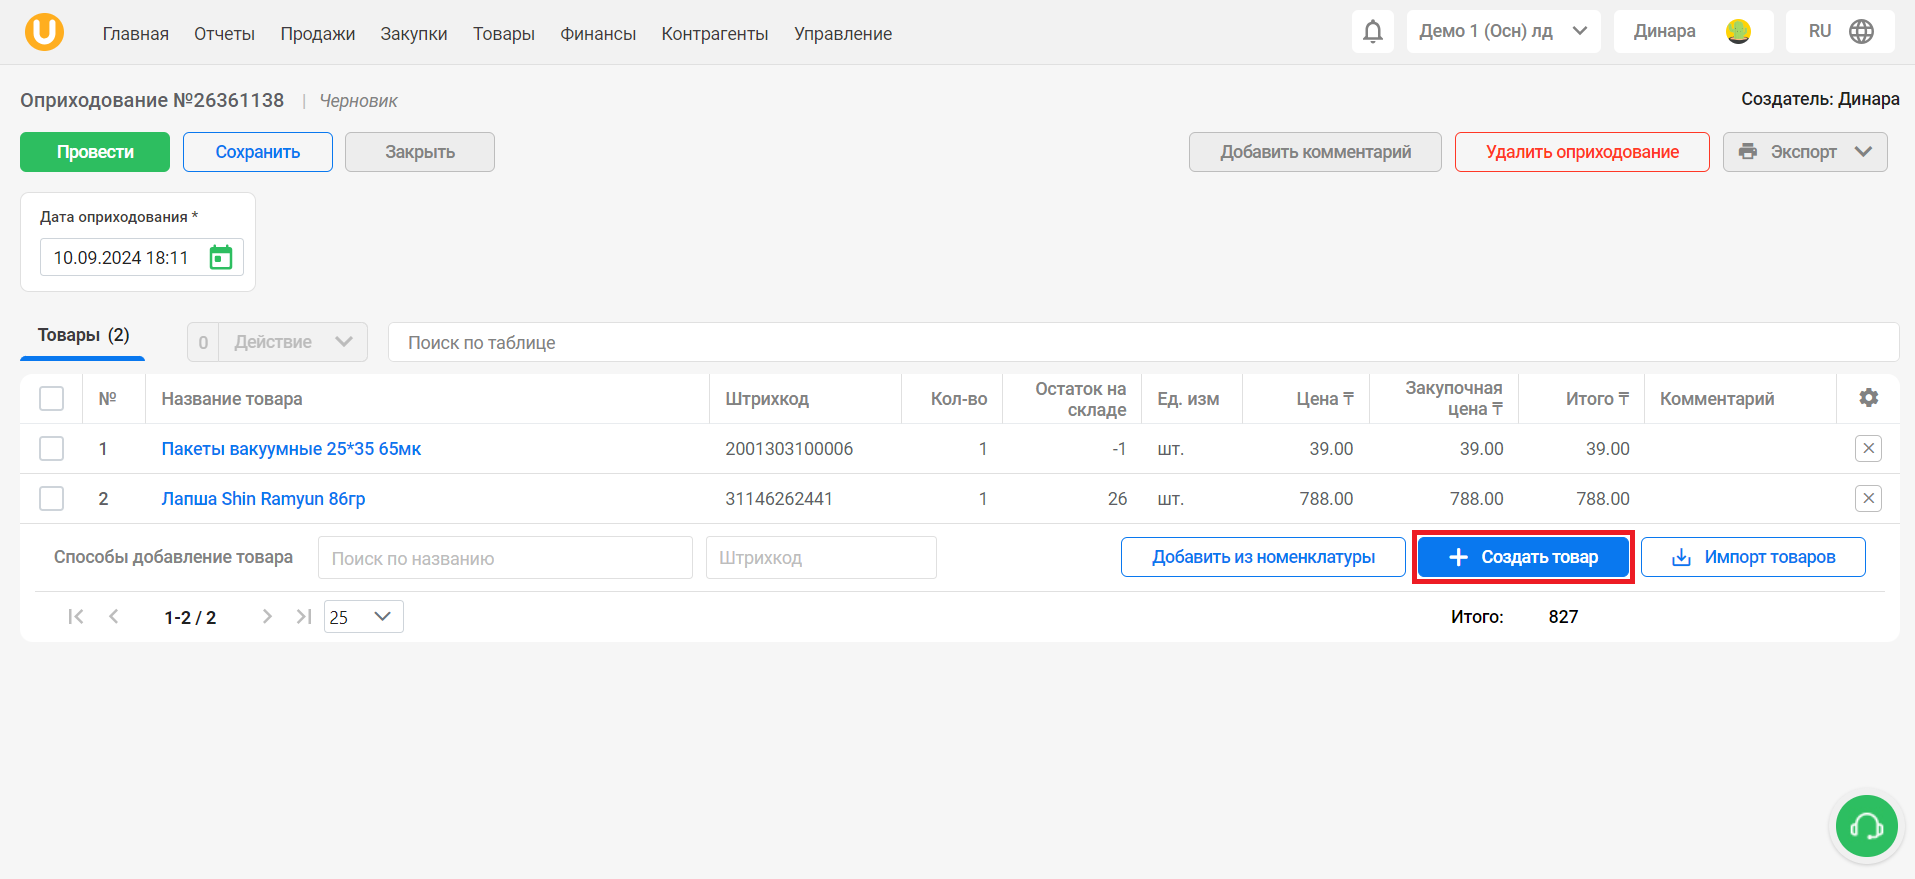 Главная Отчеты Продажи Закупки Товары Финансы Контрагенты Управление Демо 1 (Осн) лд Динара RU
Оприходование №26361138 | Черновик Создатель: Динара
Провести Сохранить Закрыть Добавить комментарий Удалить оприходование Экспорт
Дата оприходования *
10.09.2024 18:11
Товары (2) 0 Действие Поиск по таблице
№ Название товара Штрихкод Кол-во Остаток на складе Ед. изм Цена ₸ Закупочная цена ₸ Итого ₸ Комментарий
1 Пакеты вакуумные 25*35 65мк 2001303100006 1 -1 шт. 39.00 39.00 39.00
2 Лапша Shin Ramyun 86гр 31146262441 1 26 шт. 788.00 788.00 788.00
Способы добавление товара Поиск по названию Штрихкод Добавить из номенклатуры Создать товар Импорт товаров
1-2 / 2 25 Итого: 827